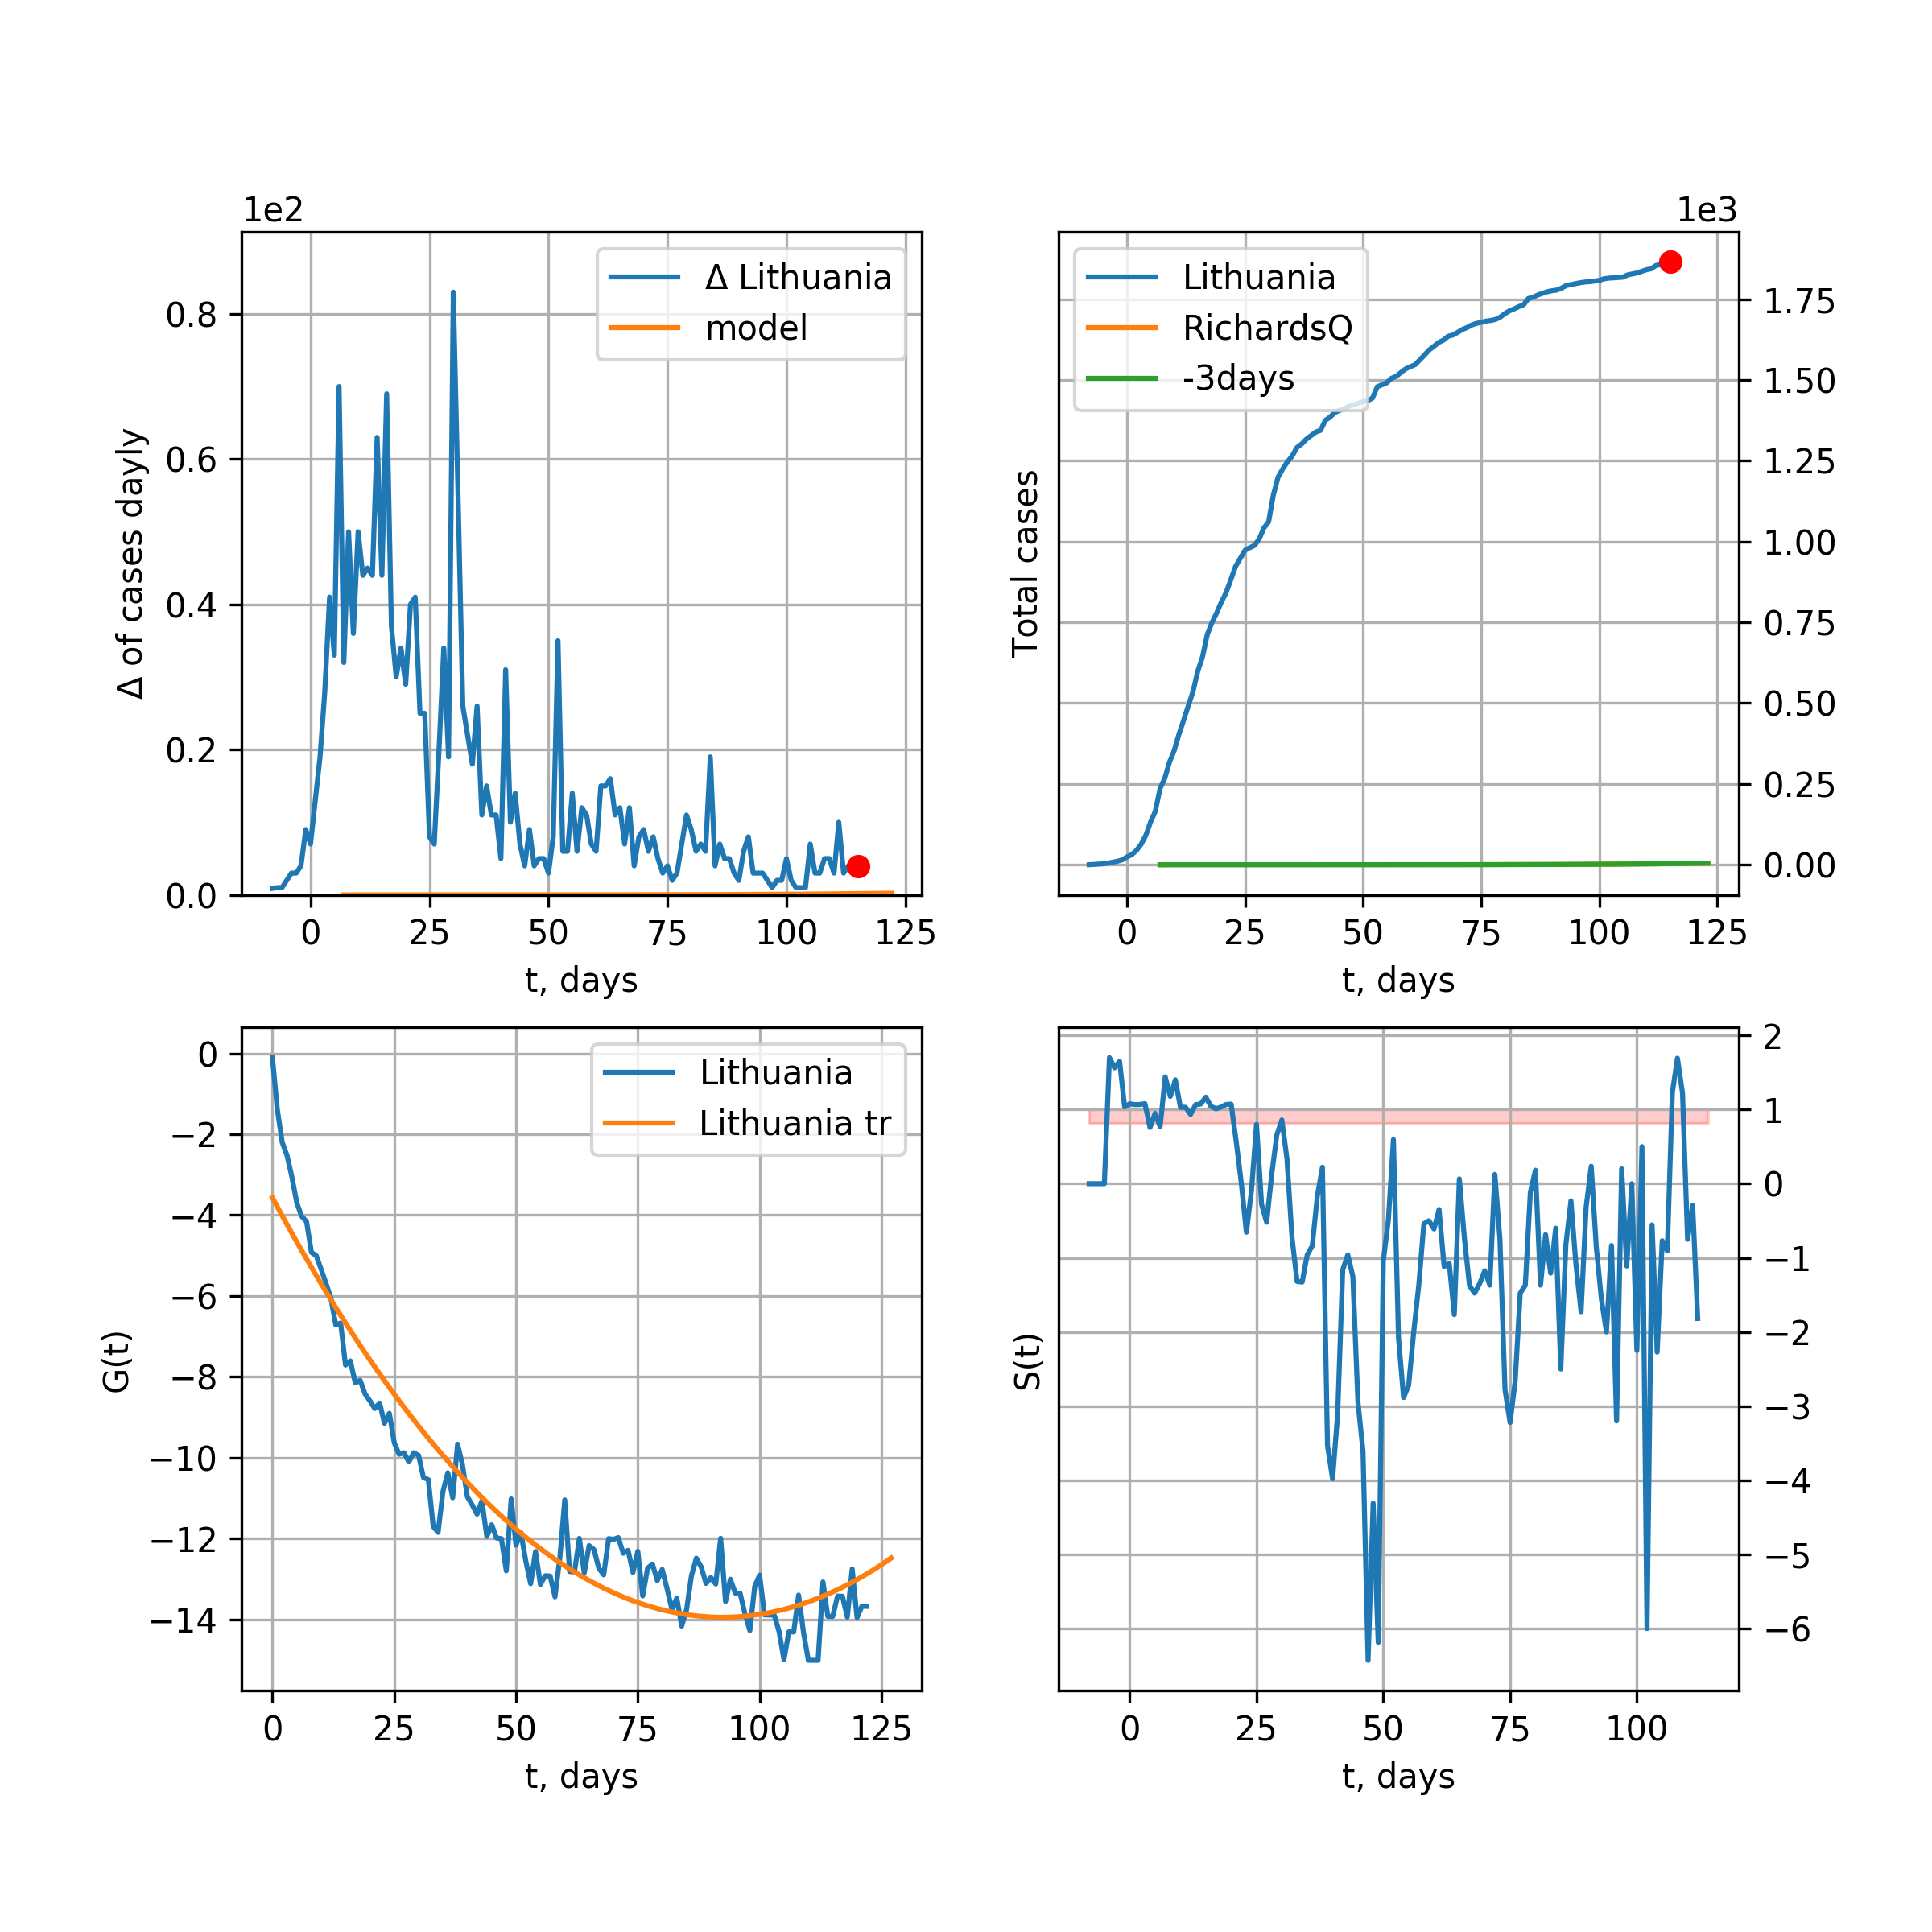 1e2
Δ Lithuania
model
0.8
0.6
0.4
0.2
0.0
Δ of cases dayly
0 25 50 75 100 125
t, days
1e3
Lithuania
RichardsQ
-3days
1.75
1.50
1.25
1.00
0.75
0.50
0.25
0.00
Total cases
0 25 50 75 100 125
t, days
Lithuania
Lithuania tr
0
−2
−4
−6
−8
−10
−12
−14
G(t)
0 25 50 75 100 125
t, days
2
1
0
−1
−2
−3
−4
−5
−6
S(t)
0 25 50 75 100
t, days